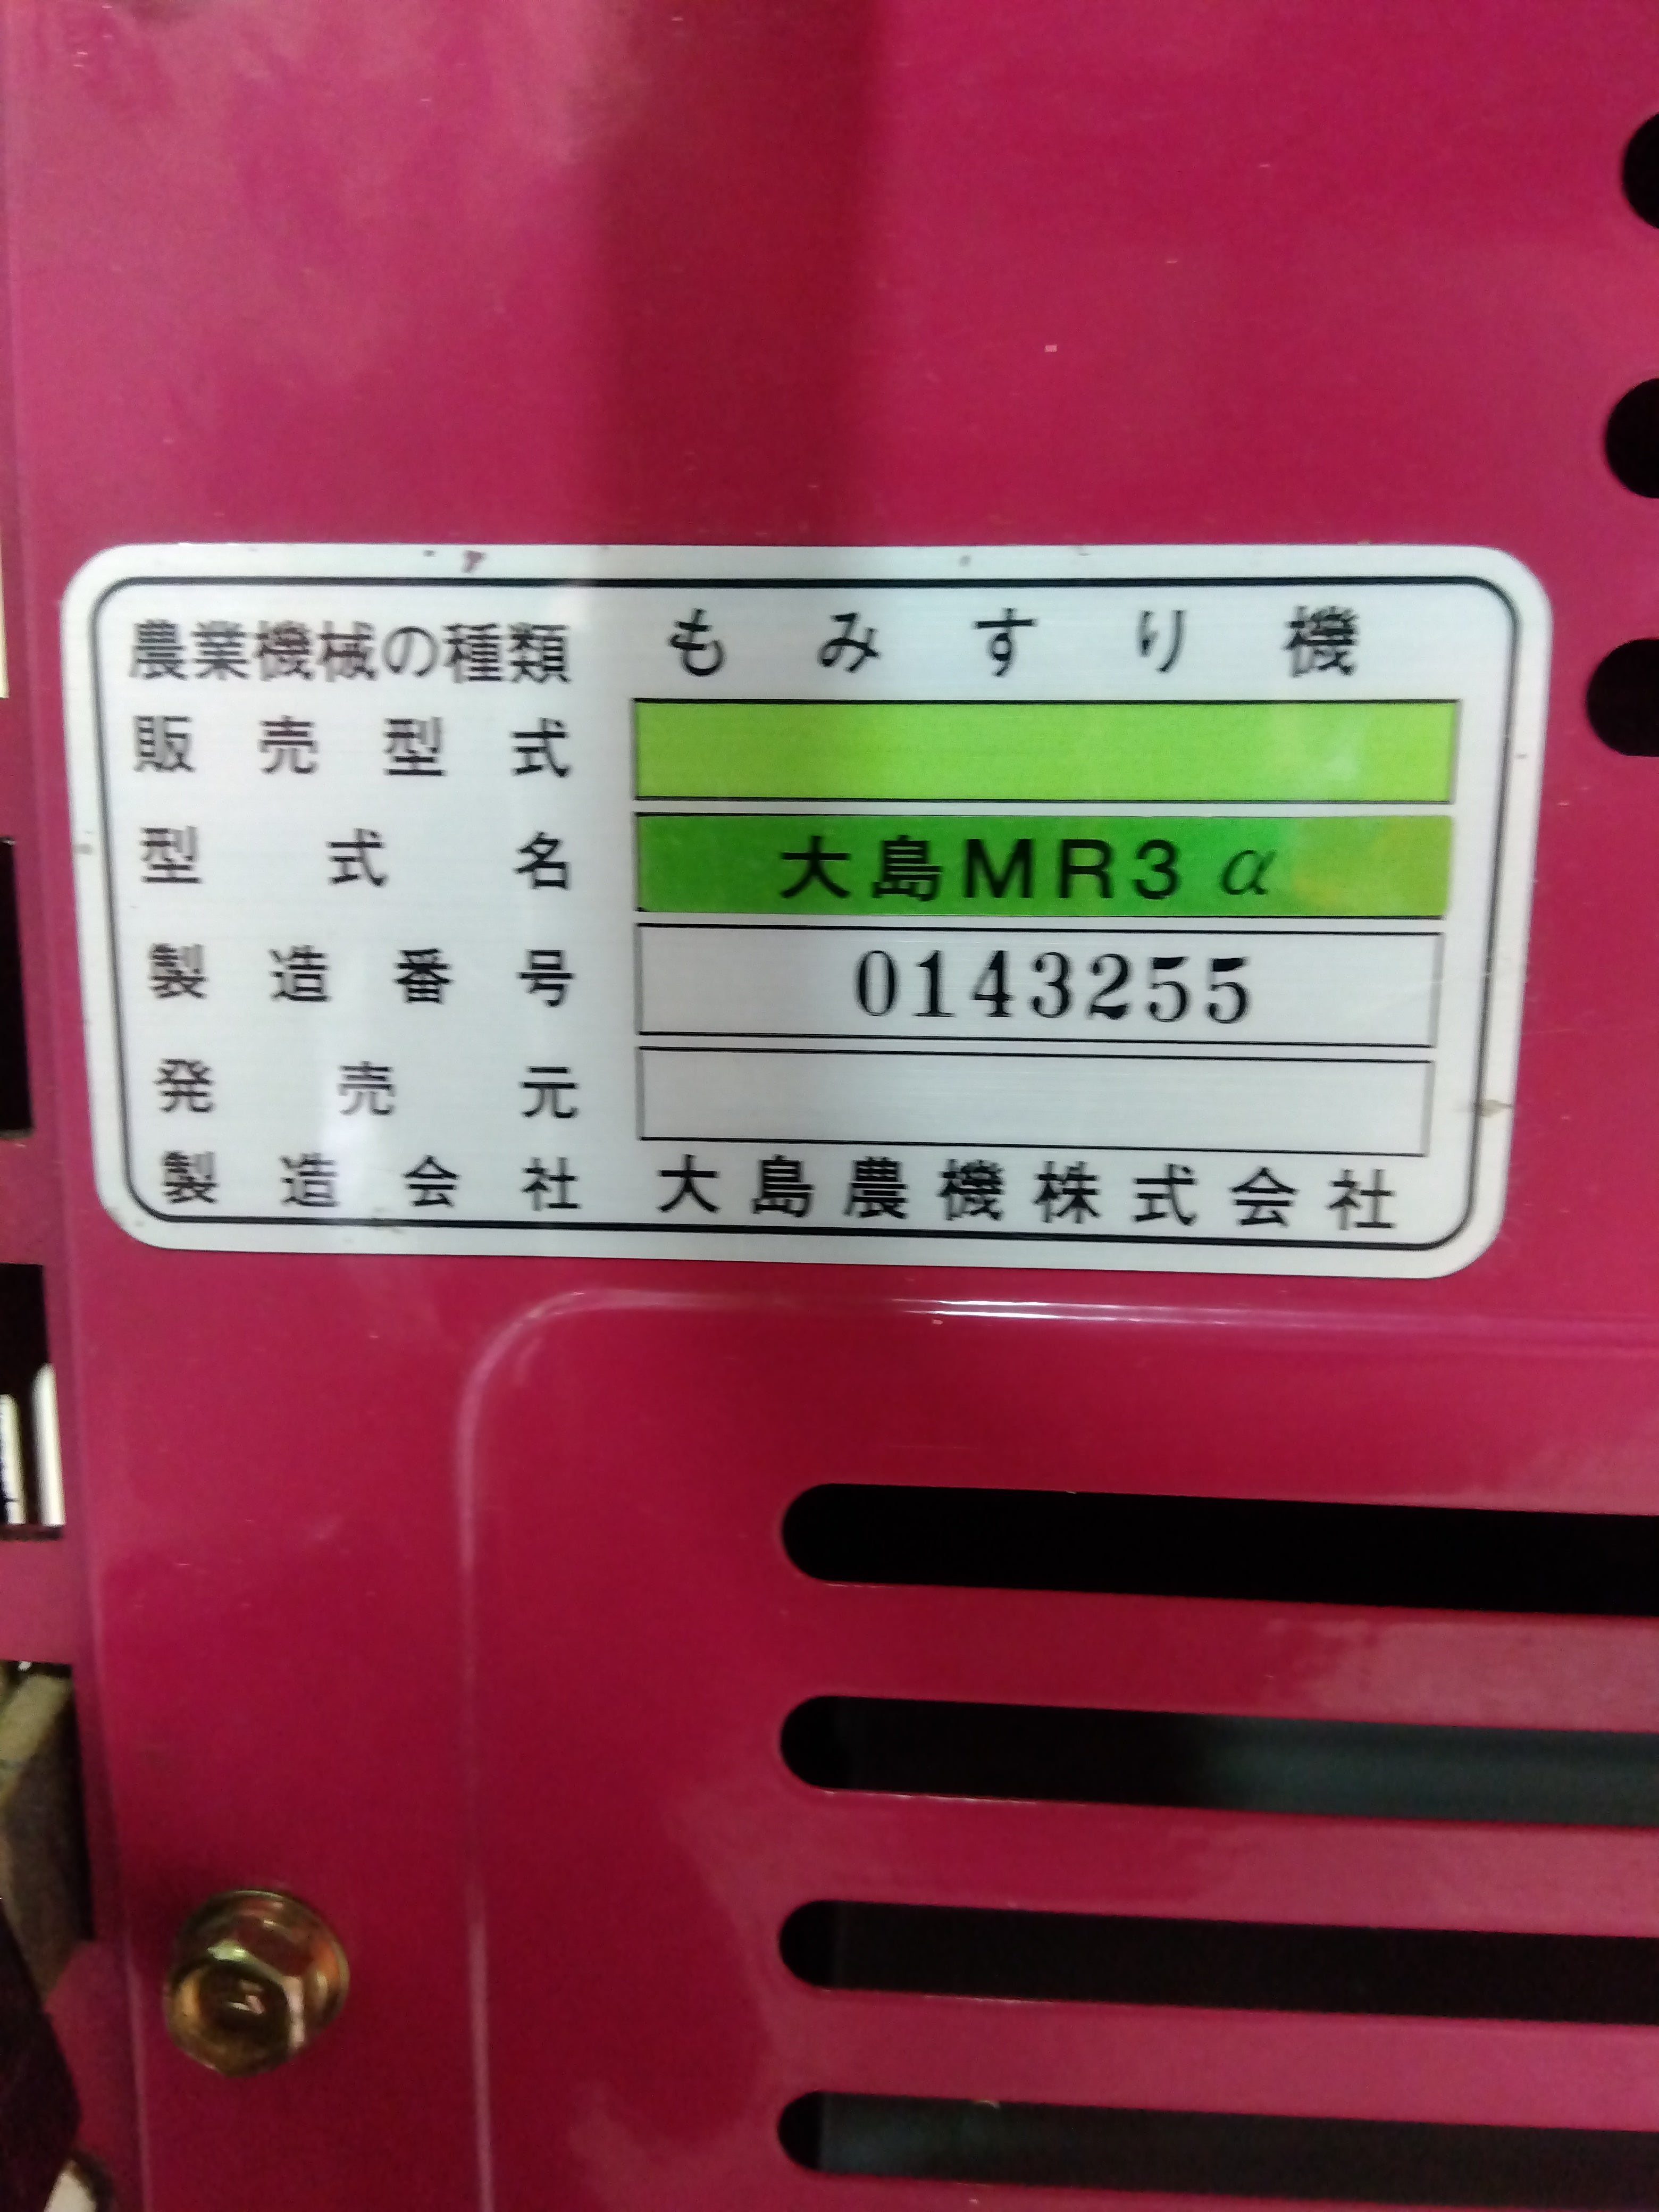 農業機械の種類 もみすり機
販売型式
型式名 大島MR3α
製造番号 0143255
発売元
製造会社 大島農機株式会社